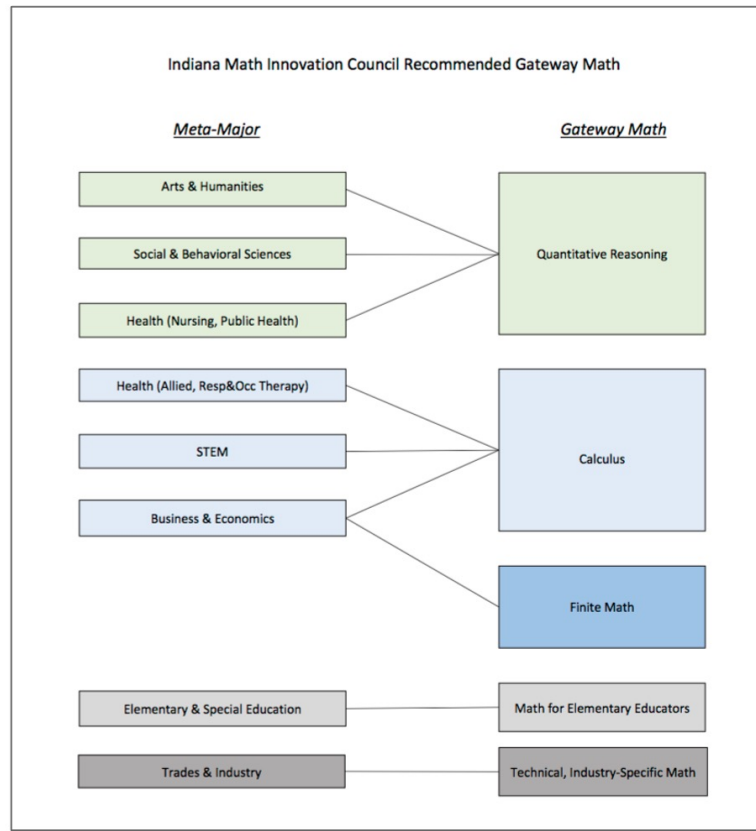 Indiana Math Innovation Council Recommended Gateway Math
Meta-Major
Gateway Math
Arts & Humanities
Social & Behavioral Sciences
Quantitative Reasoning
Health (Nursing, Public Health)
Health (Allied, Resp&Occ Therapy)
STEM
Calculus
Business & Economics
Finite Math
Elementary & Special Education
Math for Elementary Educators
Trades & Industry
Technical, Industry-Specific Math